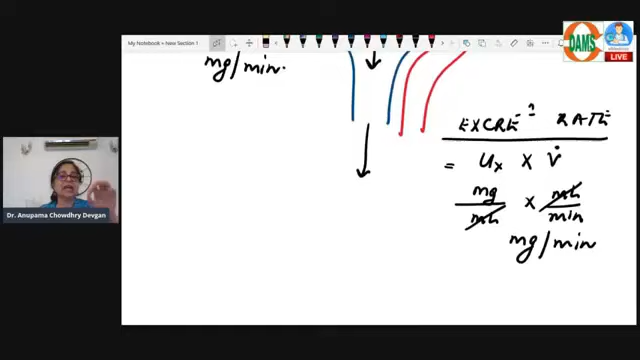 My Notebook > New Section 1
DAMS
LIVE
mg/min.
EXCREⁿ RATE
= Ux x V̇
mg/ml x ml/min
mg/min
Dr. Anupama Chowdhry Devgan